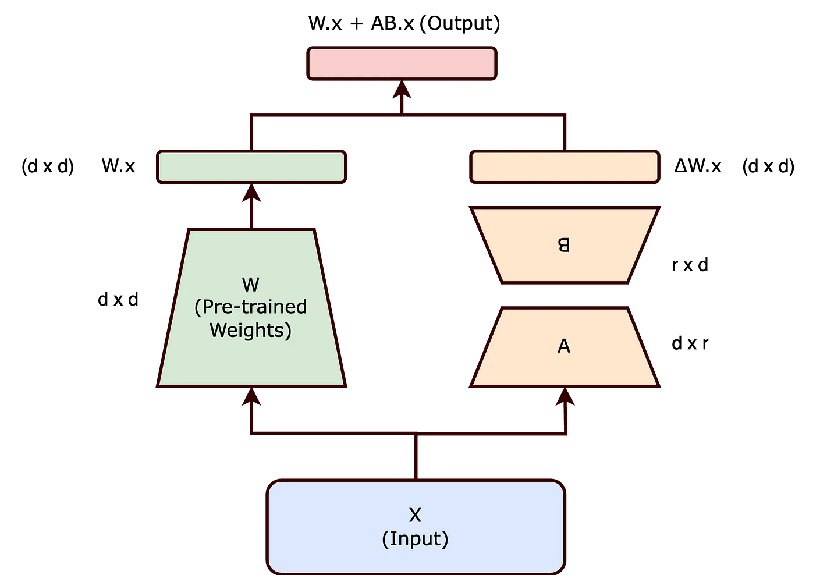 W.x + AB.x (Output)
(d x d) W.x
ΔW.x (d x d)
B
r x d
W
(Pre-trained
Weights)
d x d
A
d x r
X
(Input)